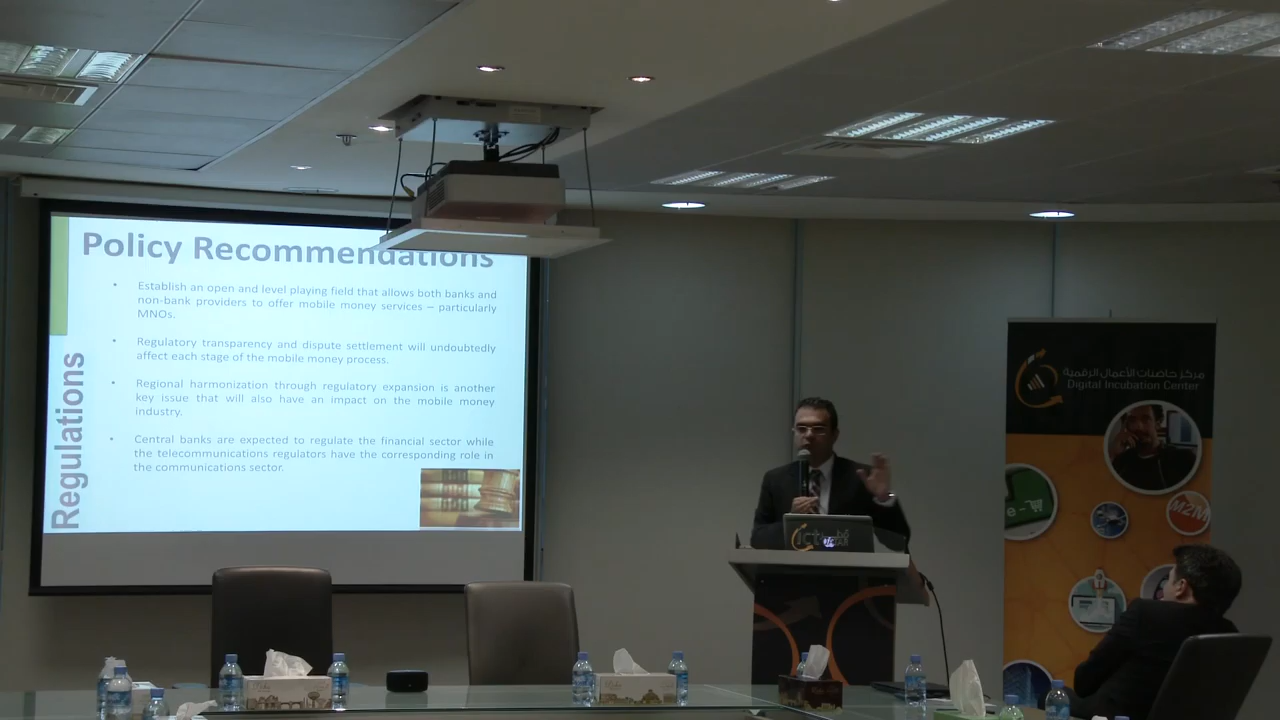 Policy Recommendations
• Establish an open and level playing field that allows both banks and
non-bank providers to offer mobile money services – particularly
MNOs.
• Regulatory transparency and dispute settlement will undoubtedly
affect each stage of the mobile money process.
• Regional harmonization through regulatory expansion is another
key issue that will also have an impact on the mobile money
industry.
• Central banks are expected to regulate the financial sector while
the telecommunications regulators have the corresponding role in
the communications sector.
Regulations
مركز حاضنات الأعمال الرقمية
Digital Incubation Center
e-
M2M